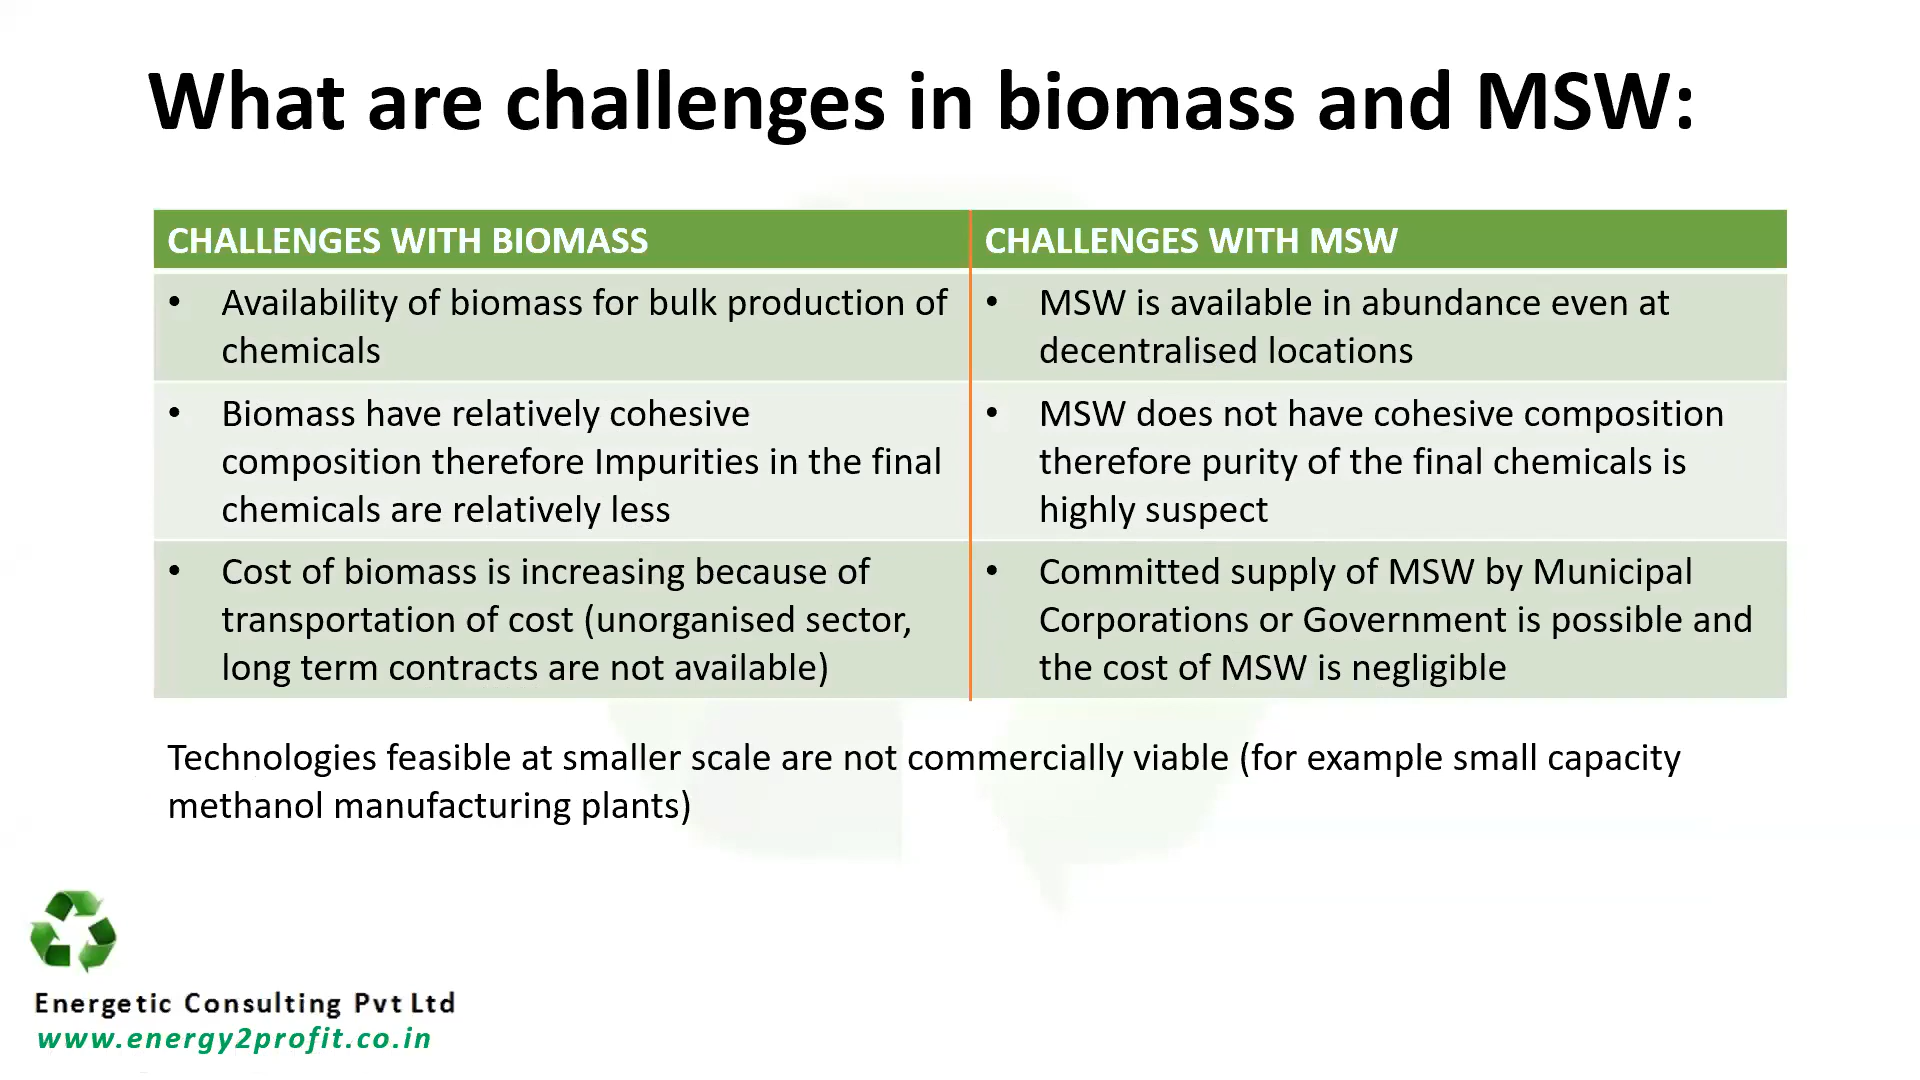 What are challenges in biomass and MSW:
CHALLENGES WITH BIOMASS
CHALLENGES WITH MSW
• Availability of biomass for bulk production of
chemicals
• MSW is available in abundance even at
decentralised locations
• Biomass have relatively cohesive
composition therefore Impurities in the final
chemicals are relatively less
• MSW does not have cohesive composition
therefore purity of the final chemicals is
highly suspect
• Cost of biomass is increasing because of
transportation of cost (unorganised sector,
long term contracts are not available)
• Committed supply of MSW by Municipal
Corporations or Government is possible and
the cost of MSW is negligible
Technologies feasible at smaller scale are not commercially viable (for example small capacity
methanol manufacturing plants)
Energetic Consulting Pvt Ltd
www.energy2profit.co.in